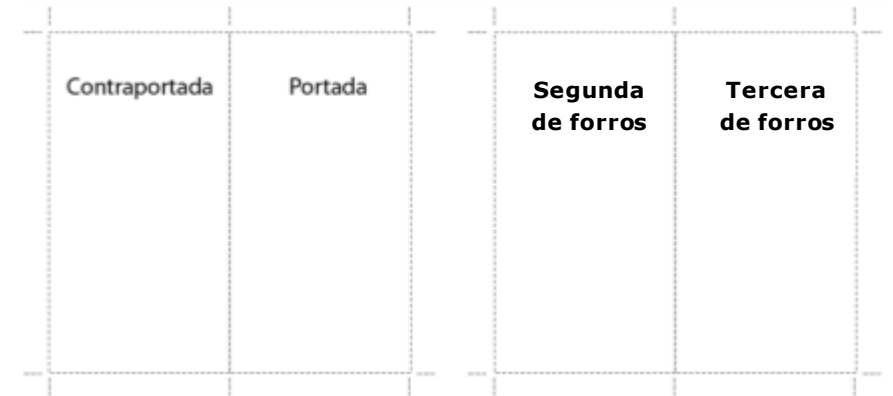 Contraportada
Portada
Segunda
de forros
Tercera
de forros